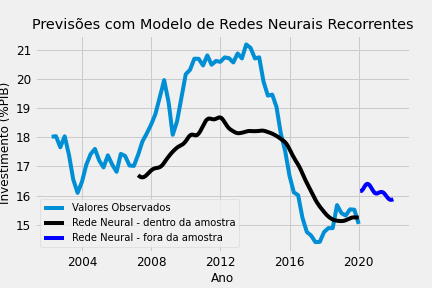 Previsões com Modelo de Redes Neurais Recorrentes
Investimento (%PIB)
21
20
19
18
17
16
15
Valores Observados
Rede Neural - dentro da amostra
Rede Neural - fora da amostra
2004 2008 2012 2016 2020
Ano